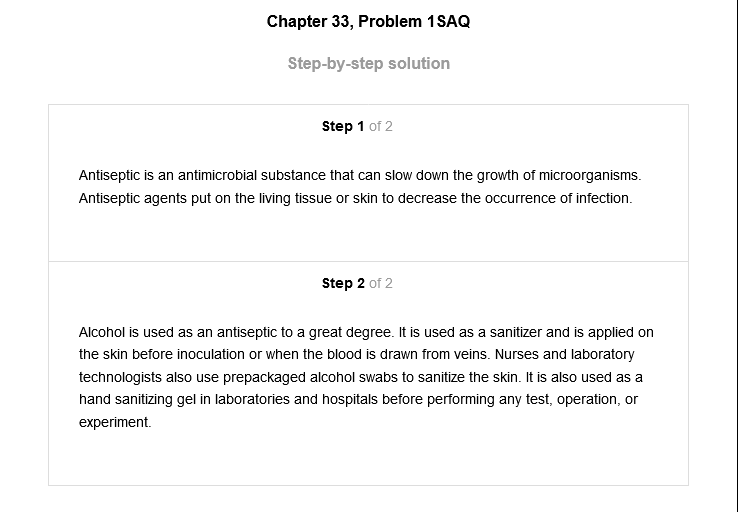 Chapter 33, Problem 1SAQ
Step-by-step solution
Step 1 of 2
Antiseptic is an antimicrobial substance that can slow down the growth of microorganisms.
Antiseptic agents put on the living tissue or skin to decrease the occurrence of infection.
Step 2 of 2
Alcohol is used as an antiseptic to a great degree. It is used as a sanitizer and is applied on
the skin before inoculation or when the blood is drawn from veins. Nurses and laboratory
technologists also use prepackaged alcohol swabs to sanitize the skin. It is also used as a
hand sanitizing gel in laboratories and hospitals before performing any test, operation, or
experiment.